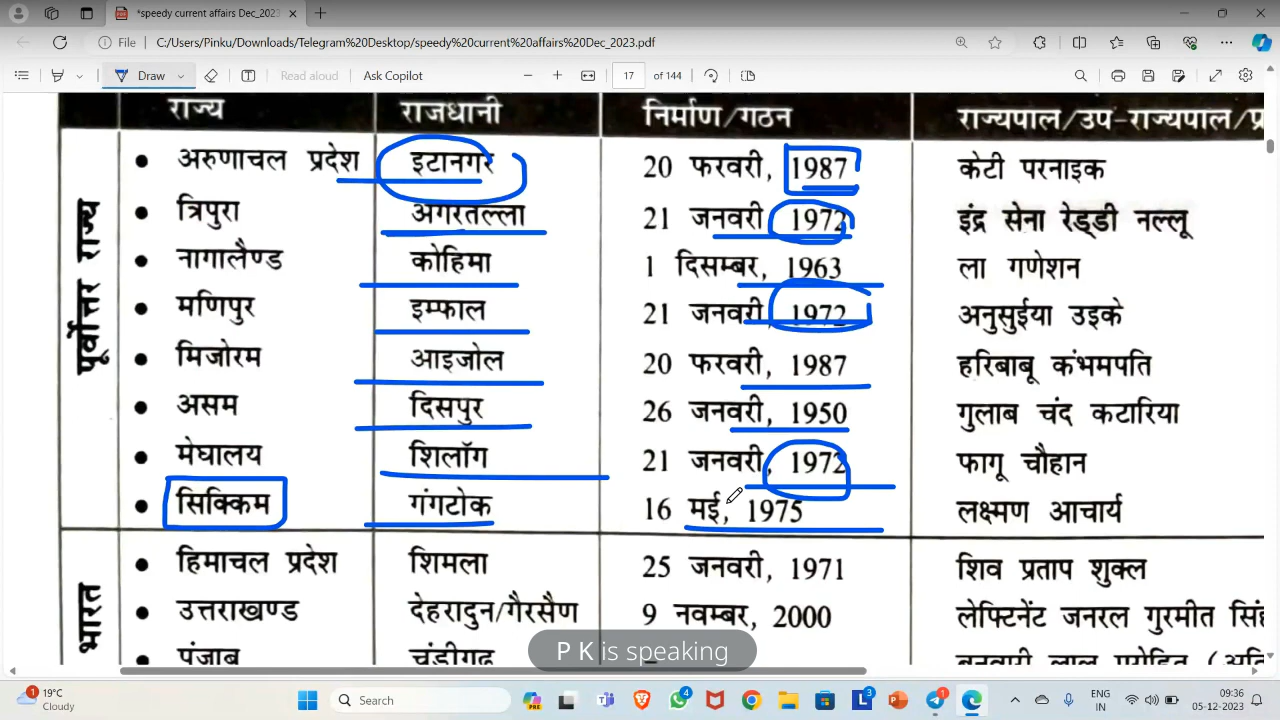 *speedy current affairs Dec_2023.
File C:/Users/Pinku/Downloads/Telegram%20Desktop/speedy%20current%20affairs%20Dec_2023.pdf
Draw Read aloud Ask Copilot 17 of 144
राज्य राजधानी निर्माण/गठन राज्यपाल/उप-राज्यपाल/प्र
पूर्वोत्तर राज्य
• अरुणाचल प्रदेश इटानगर 20 फरवरी, 1987 केटी परनाइक
• त्रिपुरा अगरतल्ला 21 जनवरी 1972 इंद्र सेना रेड्डी नल्लू
• नागालैण्ड कोहिमा 1 दिसम्बर, 1963 ला गणेशन
• मणिपुर इम्फाल 21 जनवरी, 1972 अनुसुईया उइके
• मिजोरम आइजोल 20 फरवरी, 1987 हरिबाबू कंभमपति
• असम दिसपुर 26 जनवरी, 1950 गुलाब चंद कटारिया
• मेघालय शिलॉग 21 जनवरी, 1972 फागू चौहान
• सिक्किम गंगटोक 16 मई, 1975 लक्ष्मण आचार्य
भारत
• हिमाचल प्रदेश शिमला 25 जनवरी, 1971 शिव प्रताप शुक्ल
• उत्तराखण्ड देहरादुन/गैरसैण 9 नवम्बर, 2000 लेफ्टिनेंट जनरल गुरमीत सिंह
• पंजाब चंडीगढ़
P K is speaking
19°C
Cloudy
Search
ENG
IN
09:36
05-12-2023